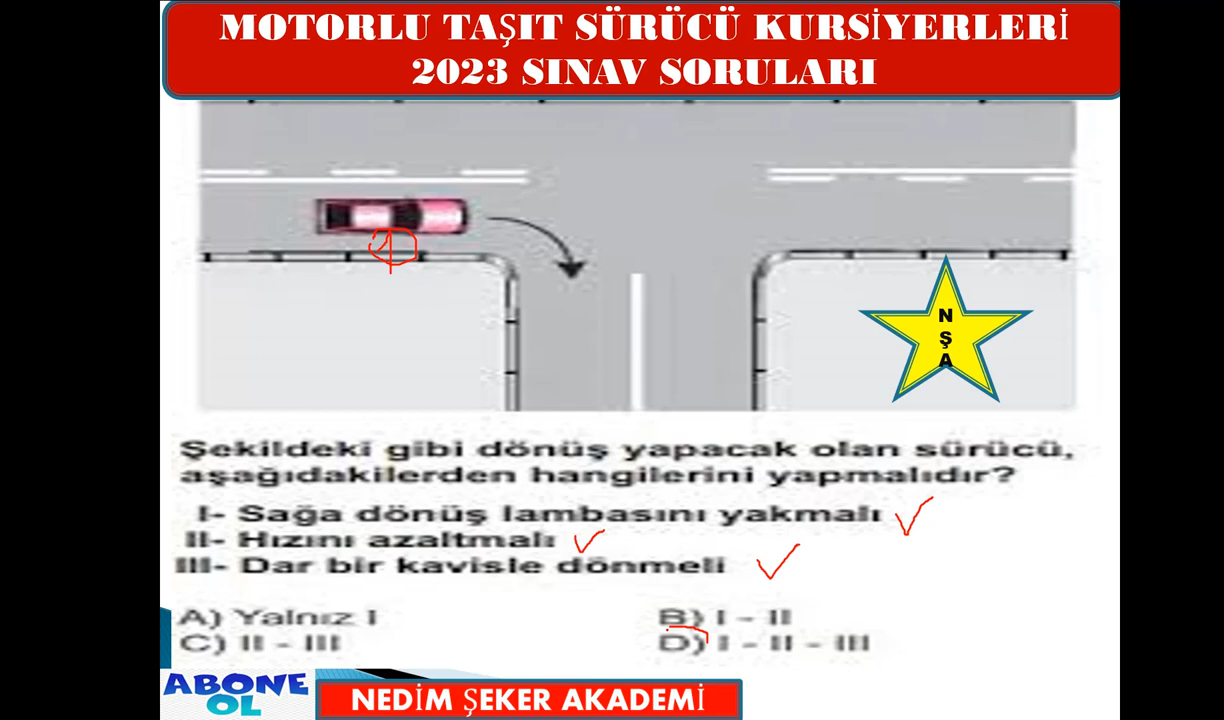 MOTORLU TAŞIT SÜRÜCÜ KURSİYERLERİ
2023 SINAV SORULARI
1
N
Ş
A
Şekildeki gibi dönüş yapacak olan sürücü,
aşağıdakilerden hangilerini yapmalıdır?
I- Sağa dönüş lambasını yakmalı
II- Hızını azaltmalı
III- Dar bir kavisle dönmeli
A) Yalnız I
B) I - II
C) II - III
D) I - II - III
ABONE
OL
NEDİM ŞEKER AKADEMİ